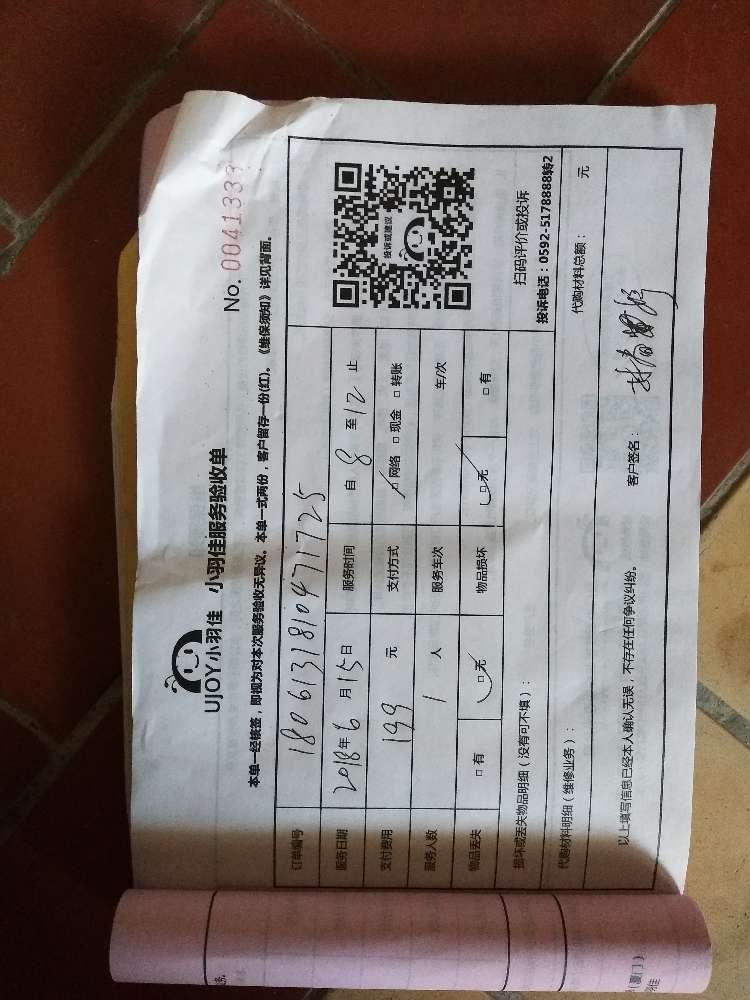 UJOY小羽佳 小羽佳服务验收单
No. 0041333
本单一经核签，即视为对本次服务验收无异议。本单一式两份，客户留存一份(红)。《维保须知》详见背面。
订单编号 180613181047 1725
服务日期 2018年6月15日 服务时间 自 8 至 12 止
支付费用 199 元 支付方式 网络 现金 转账
服务人数 1 人 服务车次 车/次
物品丢失 有 无 物品损坏 无 有
投诉或建议
扫码评价或投诉
投诉电话：0592-5178888转2
损坏或丢失物品明细（没有可不填）：
代购材料明细（维修业务）： 代购材料总额： 元
以上填写信息已经本人确认无误，不存在任何争议纠纷。 客户签名：